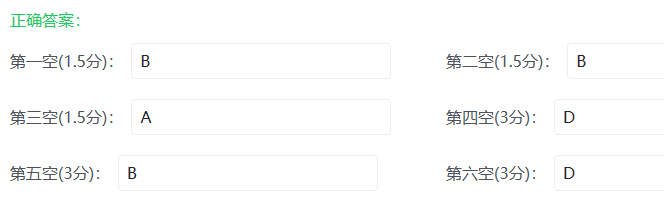 正确答案：
第一空(1.5分)： B 第二空(1.5分)： B
第三空(1.5分)： A 第四空(3分)： D
第五空(3分)： B 第六空(3分)： D